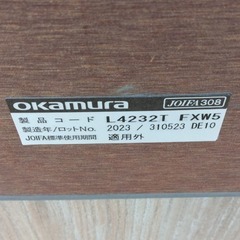 okamura JOIFA308
製品コード L4232T FXW5
製造年/ロットNo. 2023 / 310523 DE10
JOIFA標準使用期間 適用外